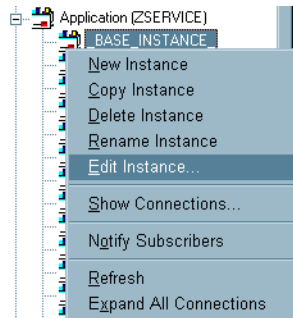 Application (ZSERVICE)
_BASE_INSTANCE_
New Instance
Copy Instance
Delete Instance
Rename Instance
Edit Instance...
Show Connections...
Notify Subscribers
Refresh
Expand All Connections